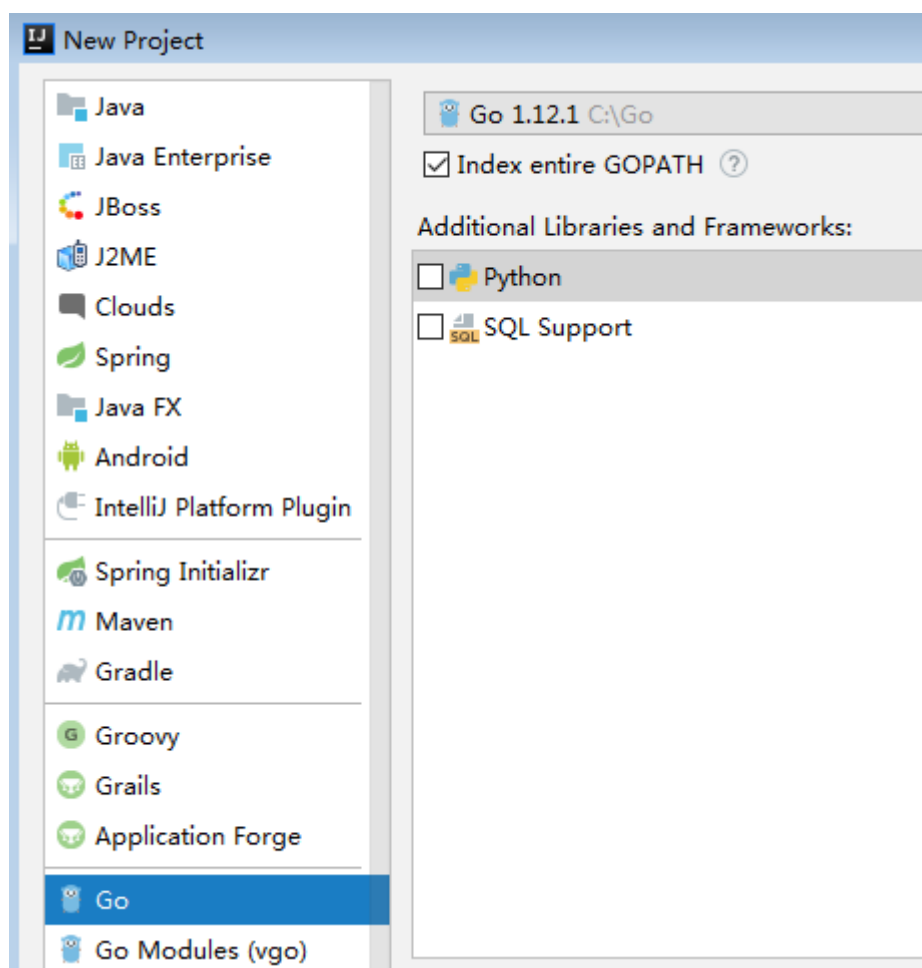 New Project
Java
Java Enterprise
JBoss
J2ME
Clouds
Spring
Java FX
Android
IntelliJ Platform Plugin
Spring Initializr
Maven
Gradle
Groovy
Grails
Application Forge
Go
Go Modules (vgo)
Go 1.12.1 C:\Go
Index entire GOPATH ?
Additional Libraries and Frameworks:
Python
SQL Support